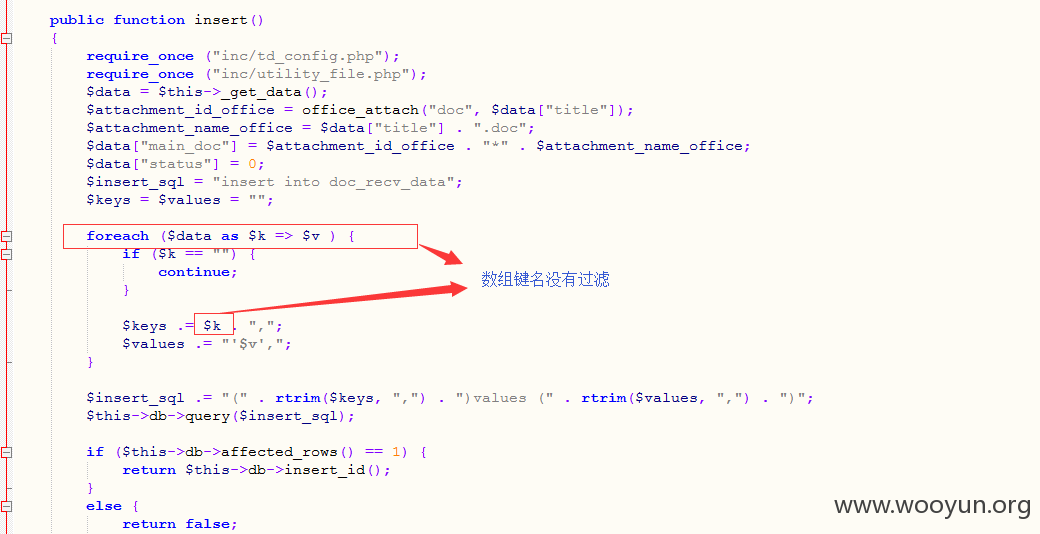 public function insert()
{
require_once ("inc/td_config.php");
require_once ("inc/utility_file.php");
$data = $this->_get_data();
$attachment_id_office = office_attach("doc", $data["title"]);
$attachment_name_office = $data["title"] . ".doc";
$data["main_doc"] = $attachment_id_office . "*" . $attachment_name_office;
$data["status"] = 0;
$insert_sql = "insert into doc_recv_data";
$keys = $values = "";
foreach ($data as $k => $v ) {
if ($k == "") {
continue;
}
数组键名没有过滤
$keys .= $k . ",";
$values .= "'$v',";
}
$insert_sql .= "(" . rtrim($keys, ",") . ")values (" . rtrim($values, ",") . ")";
$this->db->query($insert_sql);
if ($this->db->affected_rows() == 1) {
return $this->db->insert_id();
}
else {
return false;
www.wooyun.org